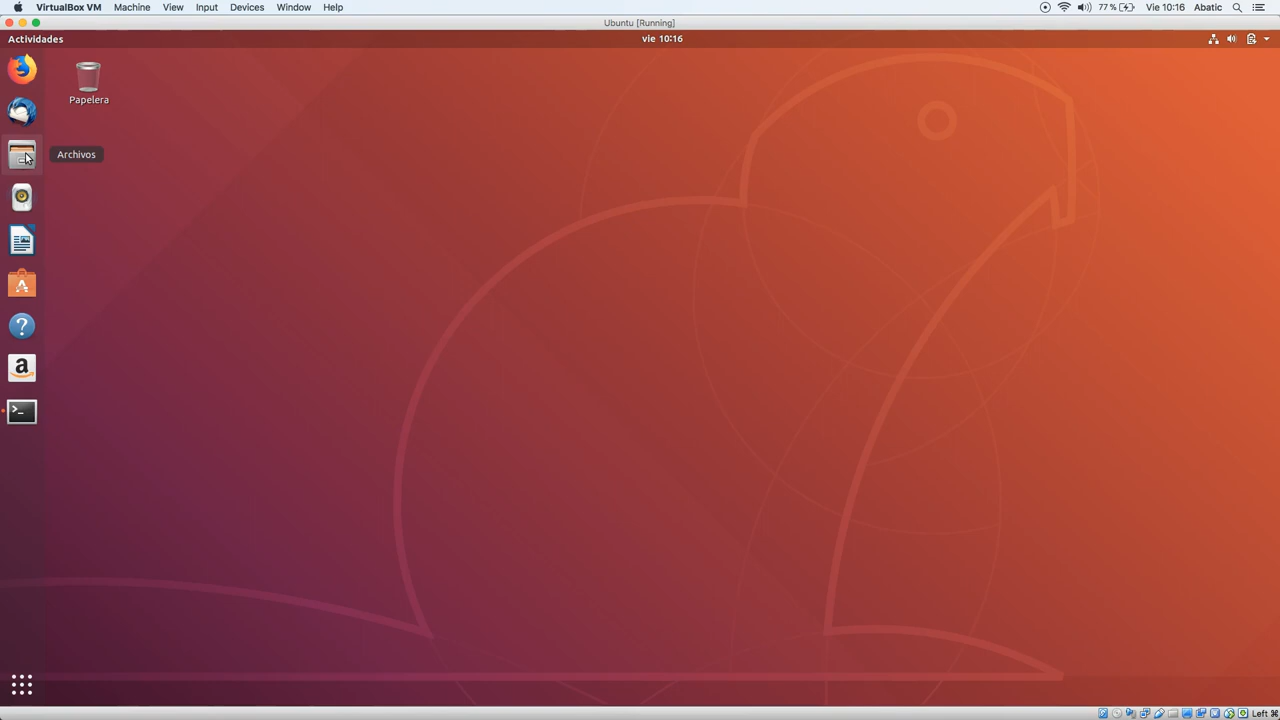 VirtualBox VM Machine View Input Devices Window Help 77 % Vie 10:16 Abatic
Ubuntu [Running]
Actividades vie 10:16
Papelera
Archivos
Left ⌘